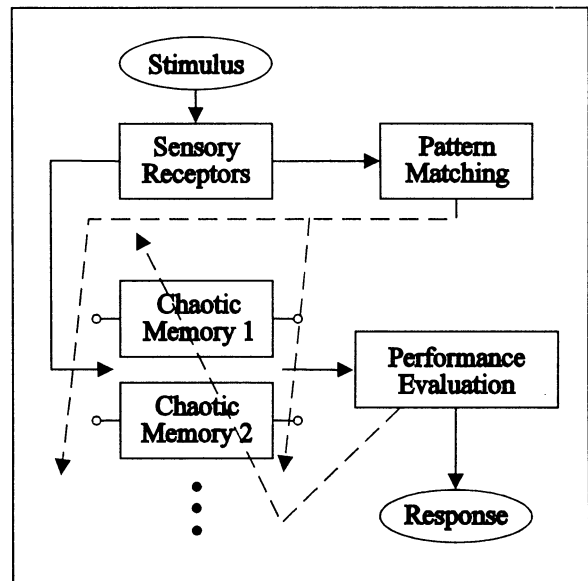 Stimulus
Sensory
Receptors
Pattern
Matching
Chaotic
Memory 1
Performance
Evaluation
Chaotic
Memory 2
Response